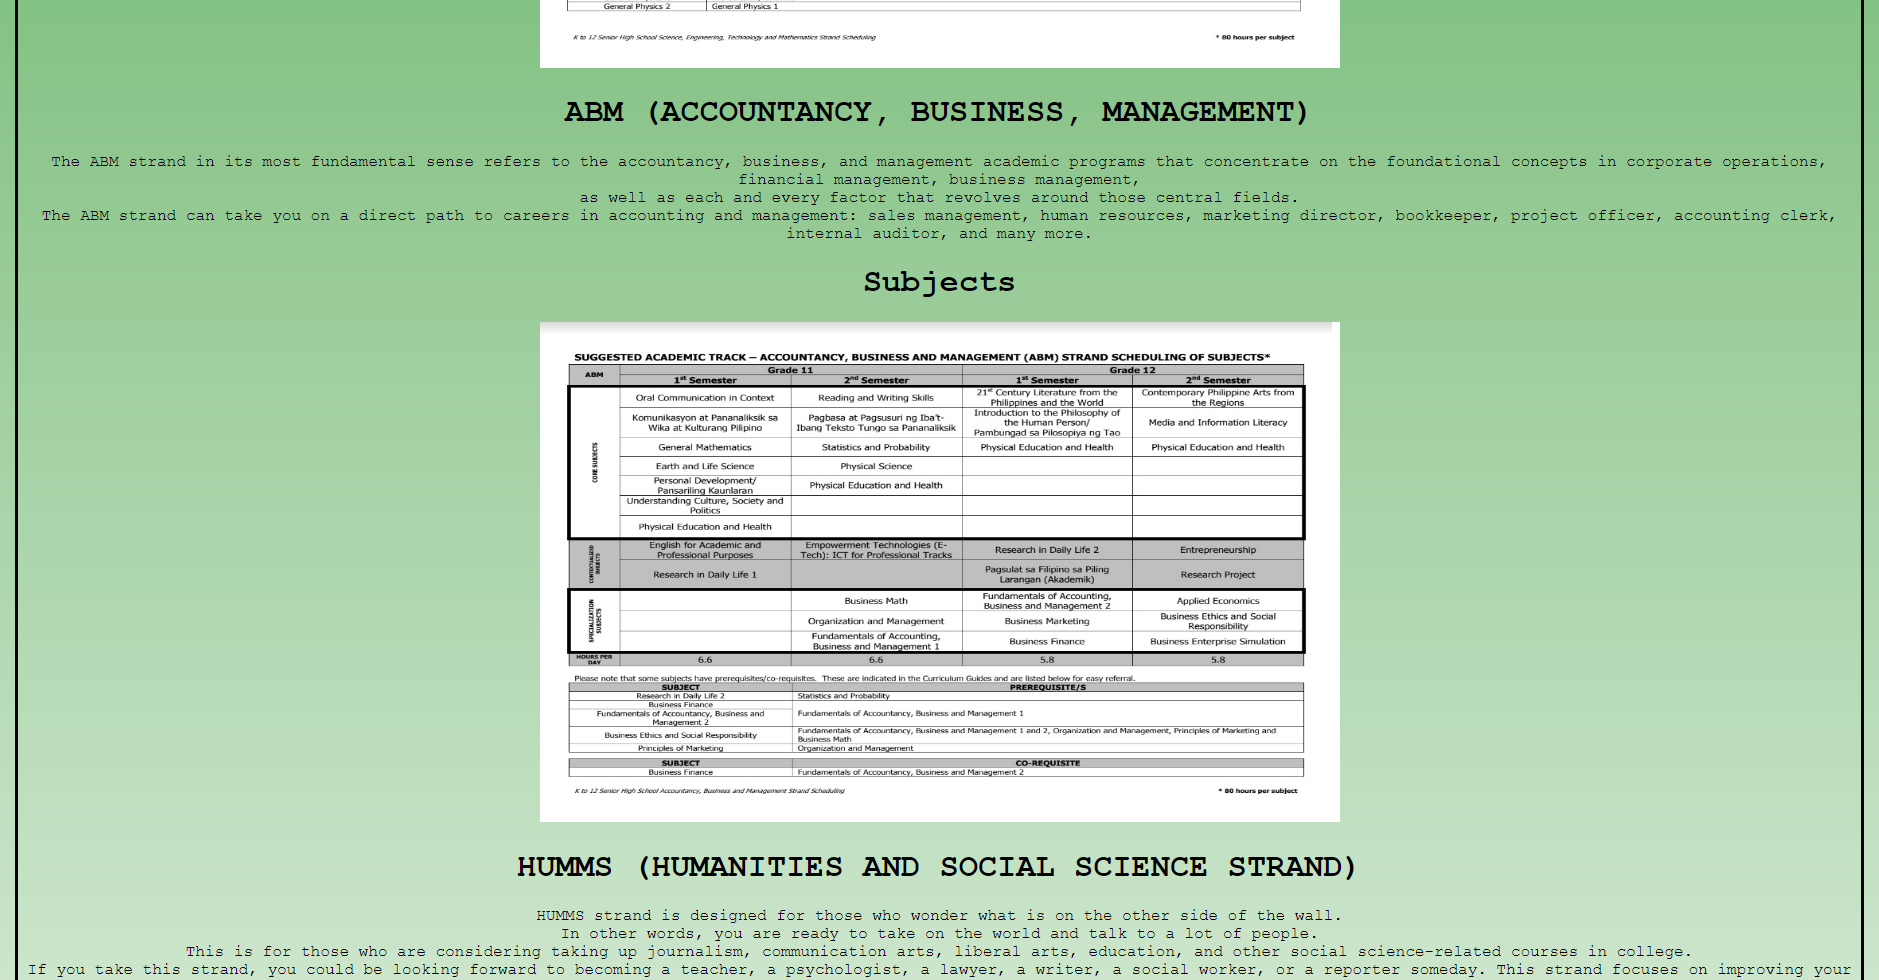 General Physics 2 General Physics 1
K to 12 Senior High School Science, Engineering, Technology and Mathematics Strand Scheduling * 80 hours per subject
ABM (ACCOUNTANCY, BUSINESS, MANAGEMENT)
The ABM strand in its most fundamental sense refers to the accountancy, business, and management academic programs that concentrate on the foundational concepts in corporate operations,
financial management, business management,
as well as each and every factor that revolves around those central fields.
The ABM strand can take you on a direct path to careers in accounting and management: sales management, human resources, marketing director, bookkeeper, project officer, accounting clerk,
internal auditor, and many more.
Subjects
SUGGESTED ACADEMIC TRACK – ACCOUNTANCY, BUSINESS AND MANAGEMENT (ABM) STRAND SCHEDULING OF SUBJECTS*
ABM
Grade 11 Grade 12
1st Semester 2nd Semester 1st Semester 2nd Semester
CORE SUBJECTS
Oral Communication in Context
Reading and Writing Skills
21st Century Literature from the
Philippines and the World
Contemporary Philippine Arts from
the Regions
Komunikasyon at Pananaliksik sa
Wika at Kulturang Pilipino
Pagbasa at Pagsusuri ng Iba't-
Ibang Teksto Tungo sa Pananaliksik
Introduction to the Philosophy of
the Human Person/
Pambungad sa Pilosopiya ng Tao
Media and Information Literacy
General Mathematics
Statistics and Probability
Physical Education and Health
Physical Education and Health
Earth and Life Science
Physical Science
Personal Development/
Pansariling Kaunlaran
Physical Education and Health
Understanding Culture, Society and
Politics
Physical Education and Health
CONTEXTUALIZED
SUBJECTS
English for Academic and
Professional Purposes
Empowerment Technologies (E-
Tech): ICT for Professional Tracks
Research in Daily Life 2
Entrepreneurship
Research in Daily Life 1
Pagsulat sa Filipino sa Piling
Larangan (Akademik)
Research Project
SPECIALIZATION
SUBJECTS
Business Math
Fundamentals of Accounting,
Business and Management 2
Applied Economics
Organization and Management
Business Marketing
Business Ethics and Social
Responsibility
Fundamentals of Accounting,
Business and Management 1
Business Finance
Business Enterprise Simulation
HOURS PER
DAY
6.6 6.6 5.8 5.8
Please note that some subjects have prerequisites/co-requisites. These are indicated in the Curriculum Guides and are listed below for easy referral.
SUBJECT PREREQUISITE/S
Research in Daily Life 2 Statistics and Probability
Business Finance
Fundamentals of Accountancy, Business and
Management 2
Fundamentals of Accountancy, Business and Management 1
Business Ethics and Social Responsibility
Fundamentals of Accountancy, Business and Management 1 and 2, Organization and Management, Principles of Marketing and
Business Math
Principles of Marketing Organization and Management
SUBJECT CO-REQUISITE
Business Finance Fundamentals of Accountancy, Business and Management 2
K to 12 Senior High School Accountancy, Business and Management Strand Scheduling * 80 hours per subject
HUMMS (HUMANITIES AND SOCIAL SCIENCE STRAND)
HUMMS strand is designed for those who wonder what is on the other side of the wall.
In other words, you are ready to take on the world and talk to a lot of people.
This is for those who are considering taking up journalism, communication arts, liberal arts, education, and other social science-related courses in college.
If you take this strand, you could be looking forward to becoming a teacher, a psychologist, a lawyer, a writer, a social worker, or a reporter someday. This strand focuses on improving your